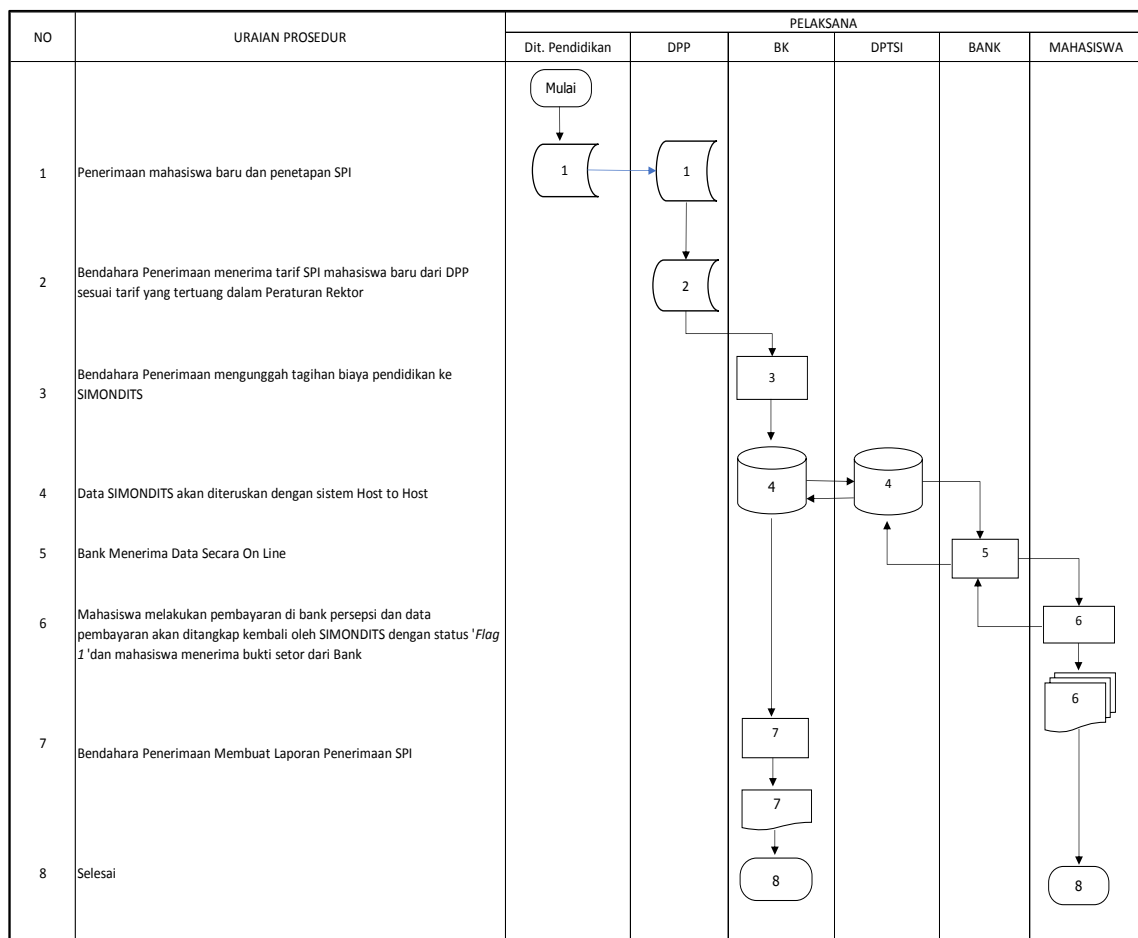 NO
URAIAN PROSEDUR
PELAKSANA
Dit. Pendidikan
DPP
BK
DPTSI
BANK
MAHASISWA
Mulai
1
Penerimaan mahasiswa baru dan penetapan SPI
1
1
2
Bendahara Penerimaan menerima tarif SPI mahasiswa baru dari DPP
sesuai tarif yang tertuang dalam Peraturan Rektor
2
3
Bendahara Penerimaan mengunggah tagihan biaya pendidikan ke
SIMONDITS
3
4
Data SIMONDITS akan diteruskan dengan sistem Host to Host
4
4
5
Bank Menerima Data Secara On Line
5
6
Mahasiswa melakukan pembayaran di bank persepsi dan data
pembayaran akan ditangkap kembali oleh SIMONDITS dengan status 'Flag
1'dan mahasiswa menerima bukti setor dari Bank
6
6
7
Bendahara Penerimaan Membuat Laporan Penerimaan SPI
7
7
8
Selesai
8
8